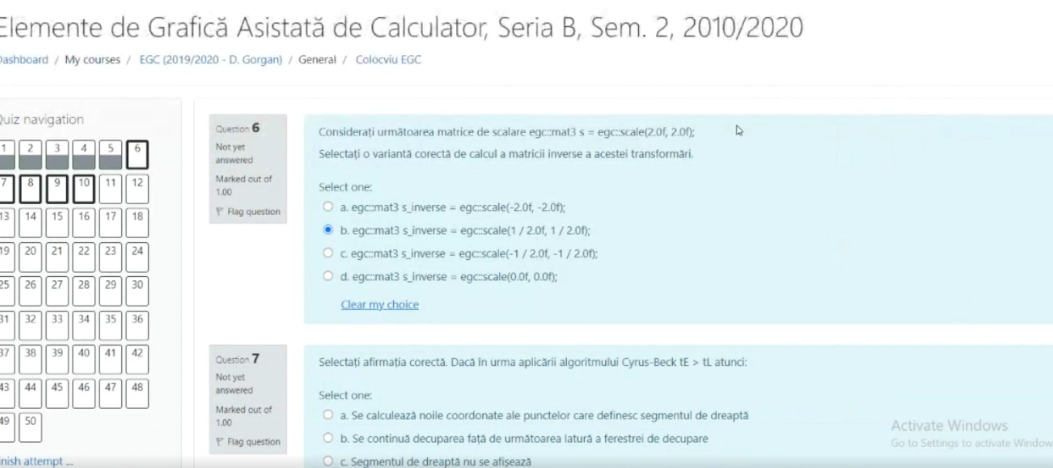 Elemente de Grafică Asistată de Calculator, Seria B, Sem. 2, 2010/2020
Dashboard / My courses / EGC (2019/2020 - D. Gorgan) / General / Colocviu EGC
Quiz navigation
1 2 3 4 5 6
7 8 9 10 11 12
13 14 15 16 17 18
19 20 21 22 23 24
25 26 27 28 29 30
31 32 33 34 35 36
37 38 39 40 41 42
43 44 45 46 47 48
49 50
Finish attempt ...
Question 6
Not yet
answered
Marked out of
1.00
Flag question
Considerați următoarea matrice de scalare egc::mat3 s = egc::scale(2.0f, 2.0f);
Selectați o variantă corectă de calcul a matricii inverse a acestei transformări.
Select one:
a. egc::mat3 s_inverse = egc::scale(-2.0f, -2.0f);
b. egc::mat3 s_inverse = egc::scale(1 / 2.0f, 1 / 2.0f);
c. egc::mat3 s_inverse = egc::scale(-1 / 2.0f, -1 / 2.0f);
d. egc::mat3 s_inverse = egc::scale(0.0f, 0.0f);
Clear my choice
Question 7
Not yet
answered
Marked out of
1.00
Flag question
Selectați afirmația corectă. Dacă în urma aplicării algoritmului Cyrus-Beck tE > tL atunci:
Select one:
a. Se calculează noile coordonate ale punctelor care definesc segmentul de dreaptă
b. Se continuă decuparea față de următoarea latură a ferestrei de decupare
c. Segmentul de dreaptă nu se afișează
Activate Windows
Go to Settings to activate Window